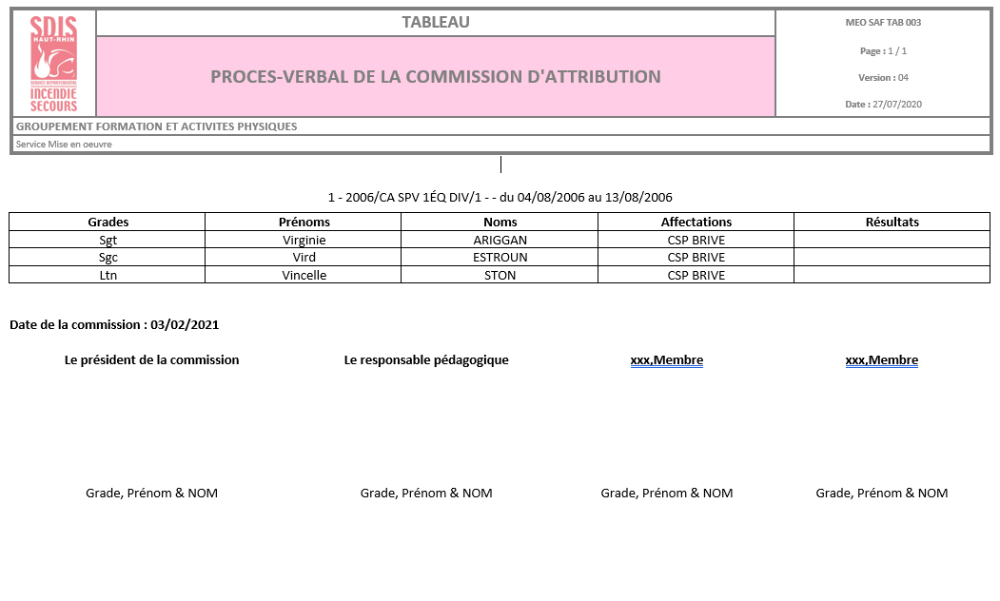 SDIS
HAUT-RHIN
SERVICE DEPARTEMENTAL
INCENDIE
SECOURS
TABLEAU
PROCES-VERBAL DE LA COMMISSION D'ATTRIBUTION
MEO SAF TAB 003
Page : 1 / 1
Version : 04
Date : 27/07/2020
GROUPEMENT FORMATION ET ACTIVITES PHYSIQUES
Service Mise en oeuvre
1 - 2006/CA SPV 1ÉQ DIV/1 - - du 04/08/2006 au 13/08/2006
Grades Prénoms Noms Affectations Résultats
Sgt Virginie ARIGGAN CSP BRIVE
Sgc Vird ESTROUN CSP BRIVE
Ltn Vincelle STON CSP BRIVE
Date de la commission : 03/02/2021
Le président de la commission Le responsable pédagogique xxx,Membre xxx,Membre
Grade, Prénom & NOM Grade, Prénom & NOM Grade, Prénom & NOM Grade, Prénom & NOM